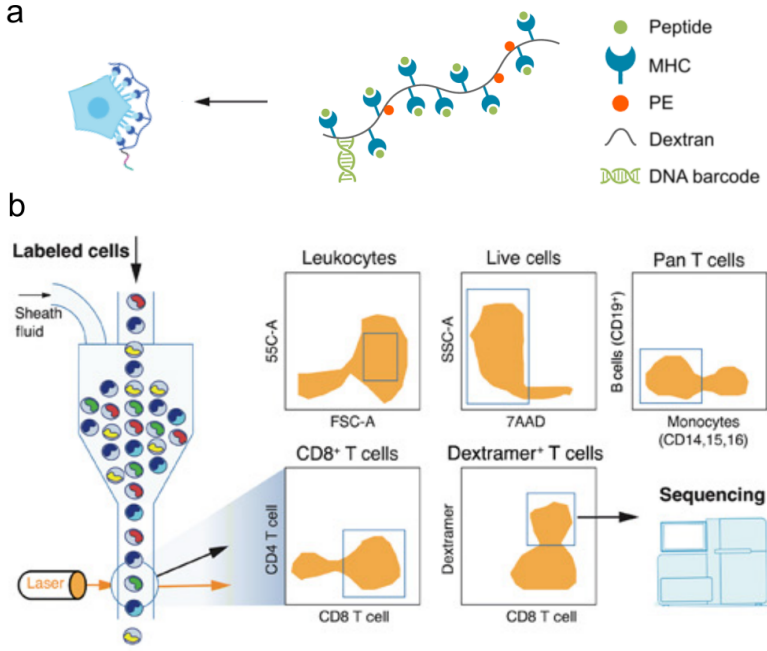 a
Peptide
MHC
PE
Dextran
DNA barcode
b
Labeled cells
Sheath
fluid
Laser
Leukocytes
55C-A
FSC-A
Live cells
SSC-A
7AAD
Pan T cells
B cells (CD19⁺)
Monocytes
(CD14,15,16)
CD8⁺ T cells
CD4 T cell
CD8 T cell
Dextramer⁺ T cells
Dextramer
CD8 T cell
Sequencing